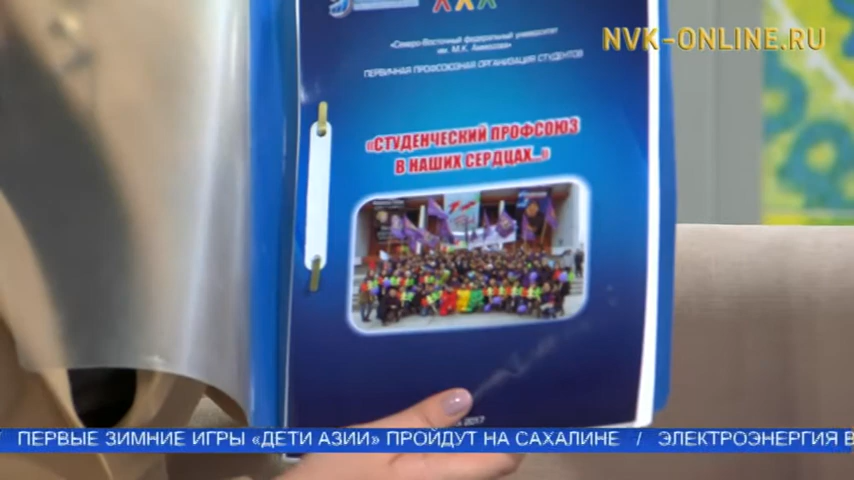 NVK-ONLINE.RU
«Северо-Восточный федеральный университет
им. М.К. Аммосова»
ПЕРВИЧНАЯ ПРОФСОЮЗНАЯ ОРГАНИЗАЦИЯ СТУДЕНТОВ
«СТУДЕНЧЕСКИЙ ПРОФСОЮЗ
В НАШИХ СЕРДЦАХ...»
2017
/ ПЕРВЫЕ ЗИМНИЕ ИГРЫ «ДЕТИ АЗИИ» ПРОЙДУТ НА САХАЛИНЕ / ЭЛЕКТРОЭНЕРГИЯ В